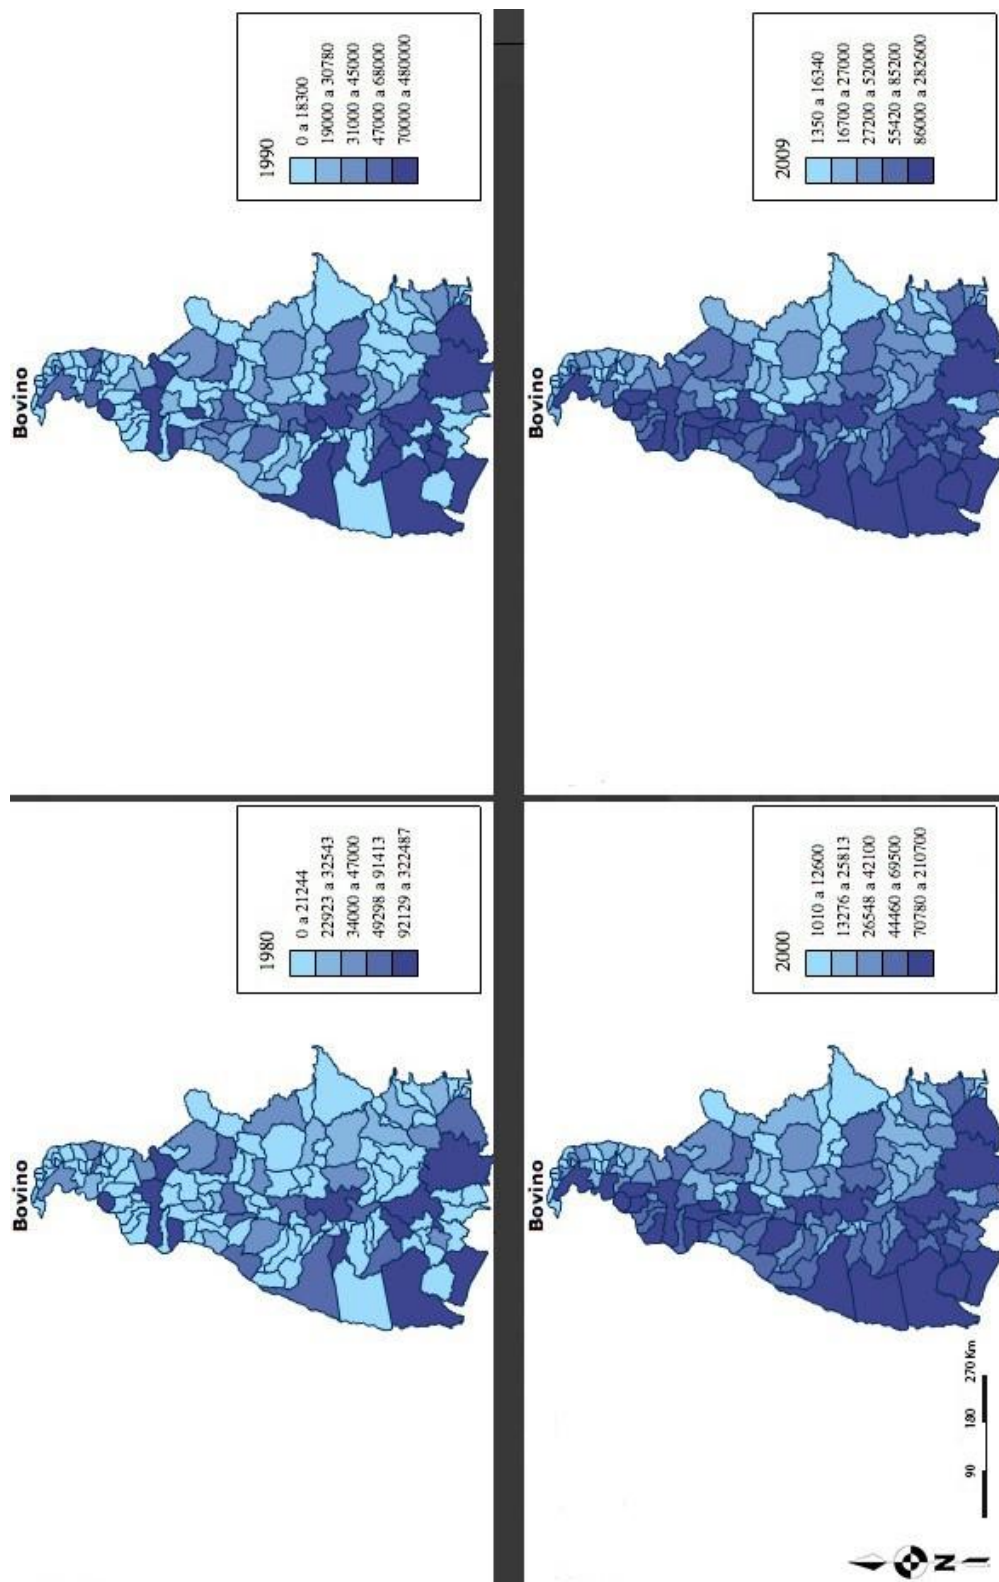 Bovino
1980
0 a 21244
22923 a 32543
34000 a 47000
49298 a 91413
92129 a 322487
Bovino
1990
0 a 18300
19000 a 30780
31000 a 45000
47000 a 68000
70000 a 480000
Bovino
2000
1010 a 12600
13276 a 25813
26548 a 42100
44460 a 69500
70780 a 210700
Bovino
2009
1350 a 16340
16700 a 27000
27200 a 52000
55420 a 85200
86000 a 282600
N
90 180 270 Km